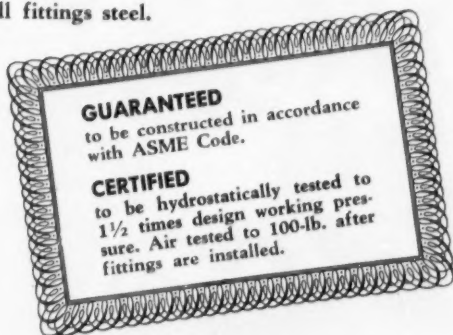 ll fittings steel.
GUARANTEED
to be constructed in accordance
with ASME Code.
CERTIFIED
to be hydrostatically tested to
1½ times design working pres-
sure. Air tested to 100-lb. after
fittings are installed.